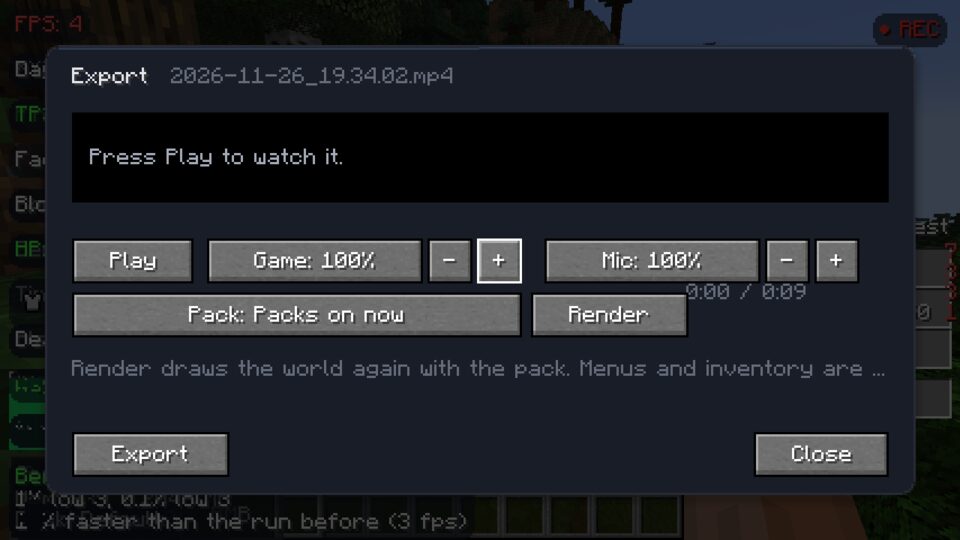 FPS: 4
REC
Export 2026-11-26_19.34.02.mp4
Press Play to watch it.
Play Game: 100% - + Mic: 100% - +
0:00 / 0:09
Pack: Packs on now Render
Render draws the world again with the pack. Menus and inventory are ...
Export Close
faster than the run before (3 fps)